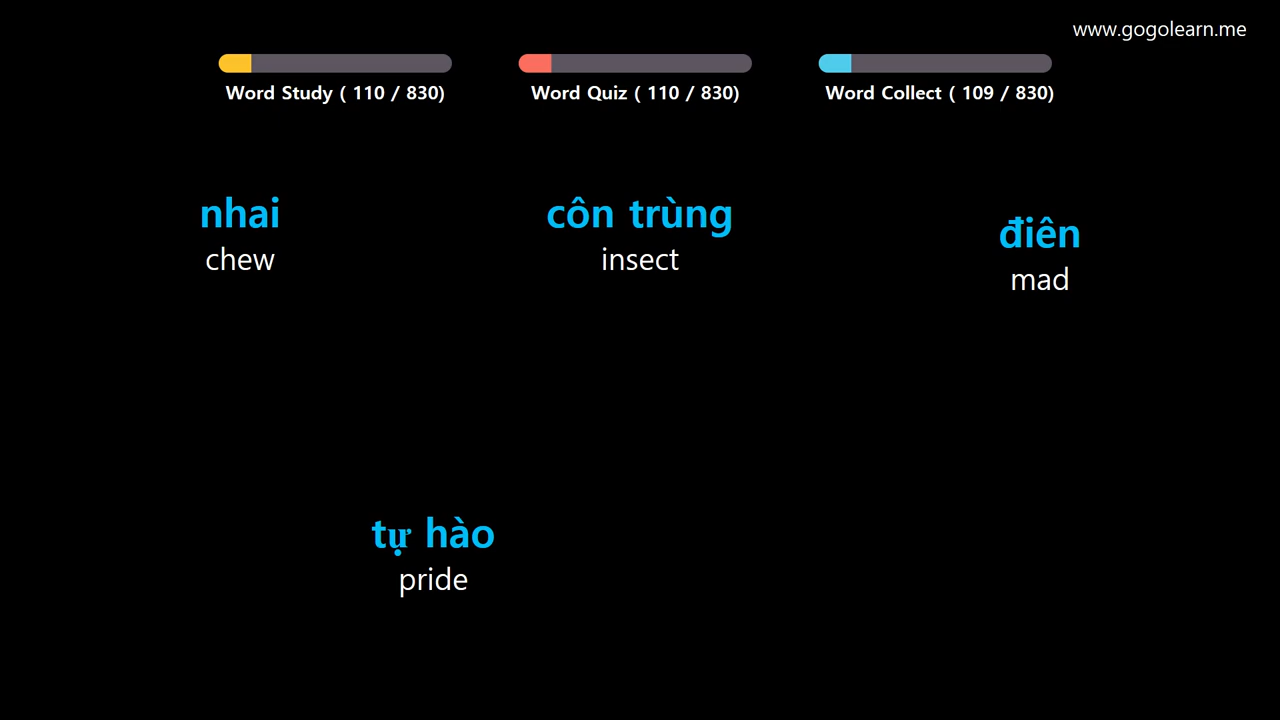 www.gogolearn.me
Word Study ( 110 / 830)
Word Quiz ( 110 / 830)
Word Collect ( 109 / 830)
nhai
chew
côn trùng
insect
điên
mad
tự hào
pride